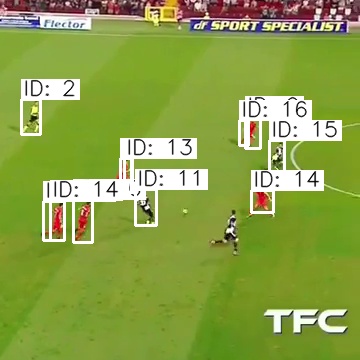 Flector
df SPORT SPECIALIST
ID: 2
ID: 16
ID: 15
ID: 13
ID: 11
ID: 14
ID: 14
TFC